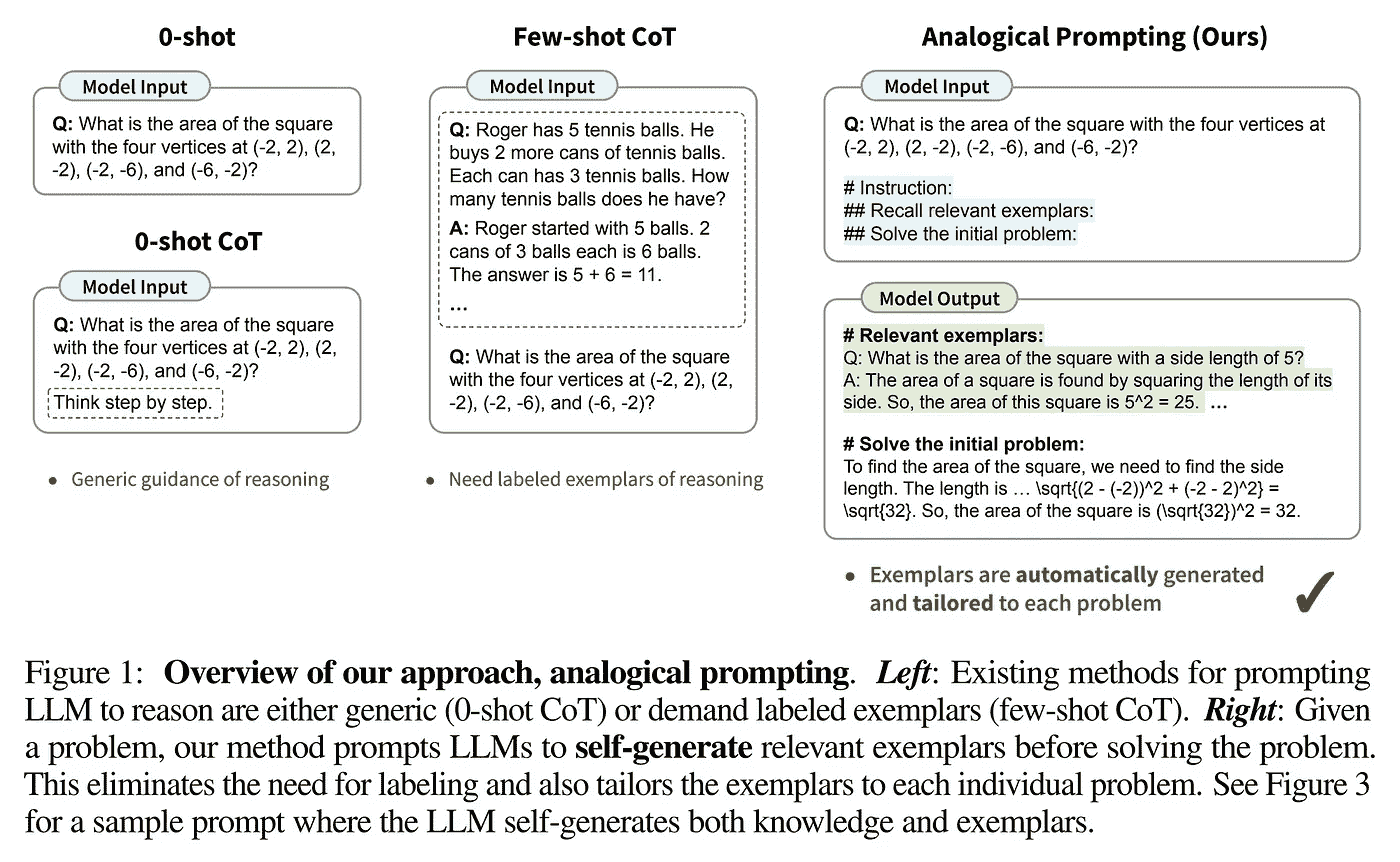 0-shot
Model Input
Q: What is the area of the square
with the four vertices at (-2, 2), (2,
-2), (-2, -6), and (-6, -2)?
0-shot CoT
Model Input
Q: What is the area of the square
with the four vertices at (-2, 2), (2,
-2), (-2, -6), and (-6, -2)?
Think step by step.
• Generic guidance of reasoning
Few-shot CoT
Model Input
Q: Roger has 5 tennis balls. He
buys 2 more cans of tennis balls.
Each can has 3 tennis balls. How
many tennis balls does he have?
A: Roger started with 5 balls. 2
cans of 3 balls each is 6 balls.
The answer is 5 + 6 = 11.
...
Q: What is the area of the square
with the four vertices at (-2, 2), (2,
-2), (-2, -6), and (-6, -2)?
• Need labeled exemplars of reasoning
Analogical Prompting (Ours)
Model Input
Q: What is the area of the square with the four vertices at
(-2, 2), (2, -2), (-2, -6), and (-6, -2)?
# Instruction:
## Recall relevant exemplars:
## Solve the initial problem:
Model Output
# Relevant exemplars:
Q: What is the area of the square with a side length of 5?
A: The area of a square is found by squaring the length of its
side. So, the area of this square is 5^2 = 25. ...
# Solve the initial problem:
To find the area of the square, we need to find the side
length. The length is ... \sqrt{(2 - (-2))^2 + (-2 - 2)^2} =
\sqrt{32}. So, the area of the square is (\sqrt{32})^2 = 32.
• Exemplars are automatically generated
and tailored to each problem ✓
Figure 1: Overview of our approach, analogical prompting. Left: Existing methods for prompting
LLM to reason are either generic (0-shot CoT) or demand labeled exemplars (few-shot CoT). Right: Given
a problem, our method prompts LLMs to self-generate relevant exemplars before solving the problem.
This eliminates the need for labeling and also tailors the exemplars to each individual problem. See Figure 3
for a sample prompt where the LLM self-generates both knowledge and exemplars.